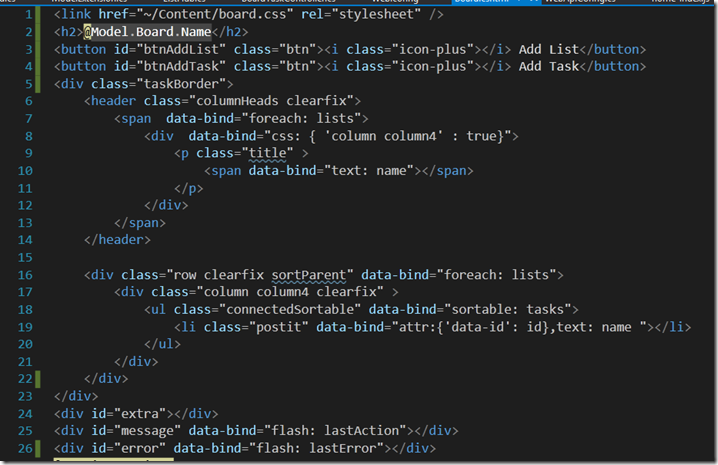 1 <link href="~/Content/board.css" rel="stylesheet" />
2 <h2>@Model.Board.Name</h2>
3 <button id="btnAddList" class="btn"><i class="icon-plus"></i> Add List</button>
4 <button id="btnAddTask" class="btn"><i class="icon-plus"></i> Add Task</button>
5 <div class="taskBorder">
6     <header class="columnHeads clearfix">
7         <span  data-bind="foreach: lists">
8             <div  data-bind="css: { 'column column4' : true}">
9                 <p class="title" >
10                     <span data-bind="text: name"></span>
11                 </p>
12             </div>
13         </span>
14     </header>
15
16     <div class="row clearfix sortParent" data-bind="foreach: lists">
17         <div class="column column4 clearfix" >
18             <ul class="connectedSortable" data-bind="sortable: tasks">
19                 <li class="postit" data-bind="attr:{'data-id': id},text: name "></li>
20             </ul>
21         </div>
22     </div>
23 </div>
24 <div id="extra"></div>
25 <div id="message" data-bind="flash: lastAction"></div>
26 <div id="error" data-bind="flash: lastError"></div>